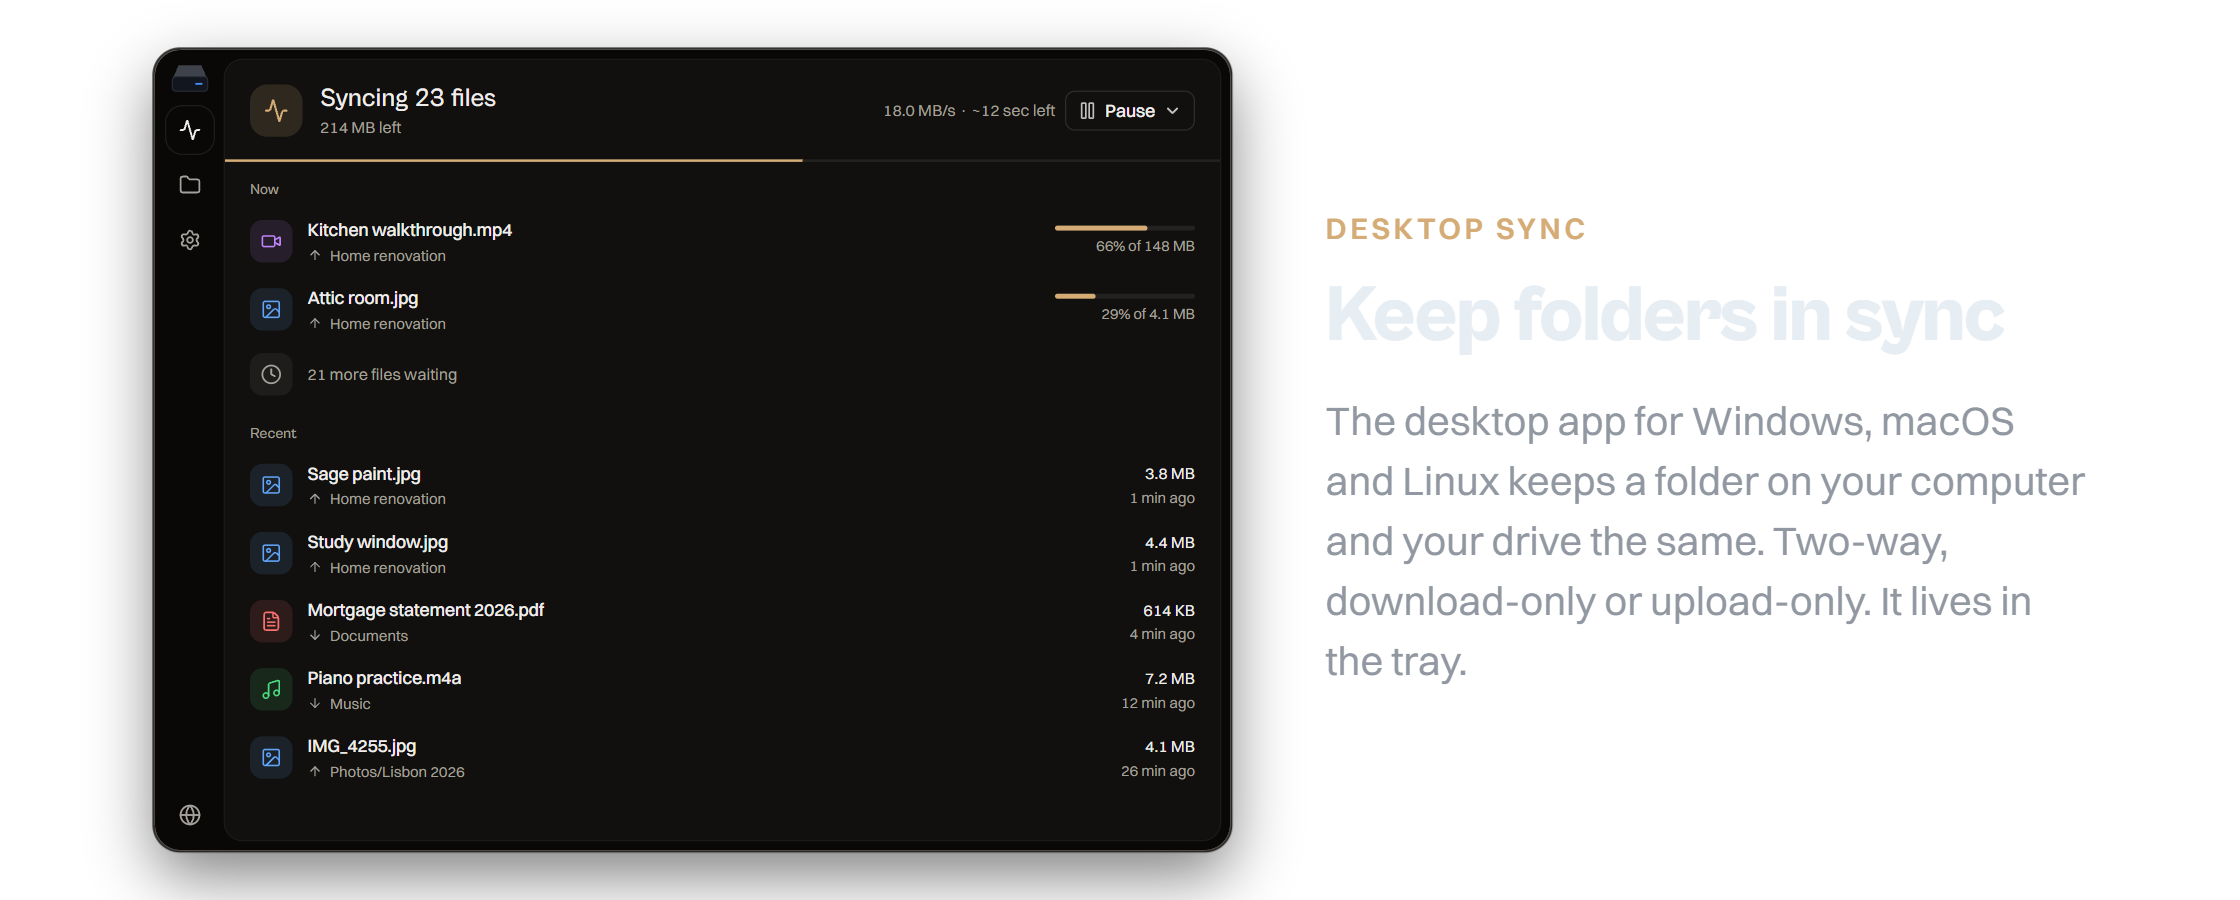 Syncing 23 files
214 MB left
18.0 MB/s · ~12 sec left
Pause
Now
Kitchen walkthrough.mp4
↑ Home renovation
66% of 148 MB
Attic room.jpg
↑ Home renovation
29% of 4.1 MB
21 more files waiting
Recent
Sage paint.jpg
↑ Home renovation
3.8 MB
1 min ago
Study window.jpg
↑ Home renovation
4.4 MB
1 min ago
Mortgage statement 2026.pdf
↓ Documents
614 KB
4 min ago
Piano practice.m4a
↓ Music
7.2 MB
12 min ago
IMG_4255.jpg
↑ Photos/Lisbon 2026
4.1 MB
26 min ago
DESKTOP SYNC
Keep folders in sync
The desktop app for Windows, macOS
and Linux keeps a folder on your computer
and your drive the same. Two-way,
download-only or upload-only. It lives in
the tray.